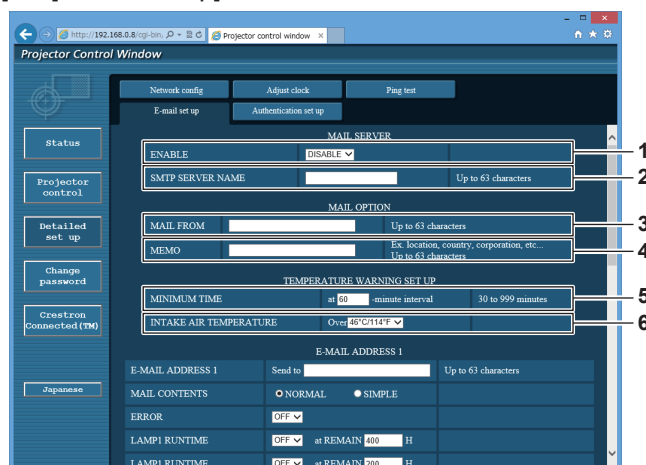 http://192.168.0.8/cgi-bin/
Projector control window
Projector Control Window
Network config Adjust clock Ping test
E-mail set up Authentication set up
Status
Projector control
Detailed set up
Change password
Crestron Connected(TM)
Japanese
MAIL SERVER
ENABLE DISABLE 1
SMTP SERVER NAME Up to 63 characters 2
MAIL OPTION
MAIL FROM Up to 63 characters 3
MEMO Ex. location, country, corporation, etc... 4
Up to 63 characters
TEMPERATURE WARNING SET UP
MINIMUM TIME at 60 -minute interval 30 to 999 minutes 5
INTAKE AIR TEMPERATURE Over 46°C/114°F 6
E-MAIL ADDRESS 1
E-MAIL ADDRESS 1 Send to Up to 63 characters
MAIL CONTENTS NORMAL SIMPLE
ERROR OFF
LAMP1 RUNTIME OFF at REMAIN 400 H
LAMP1 RUNTIME OFF at REMAIN 200 H